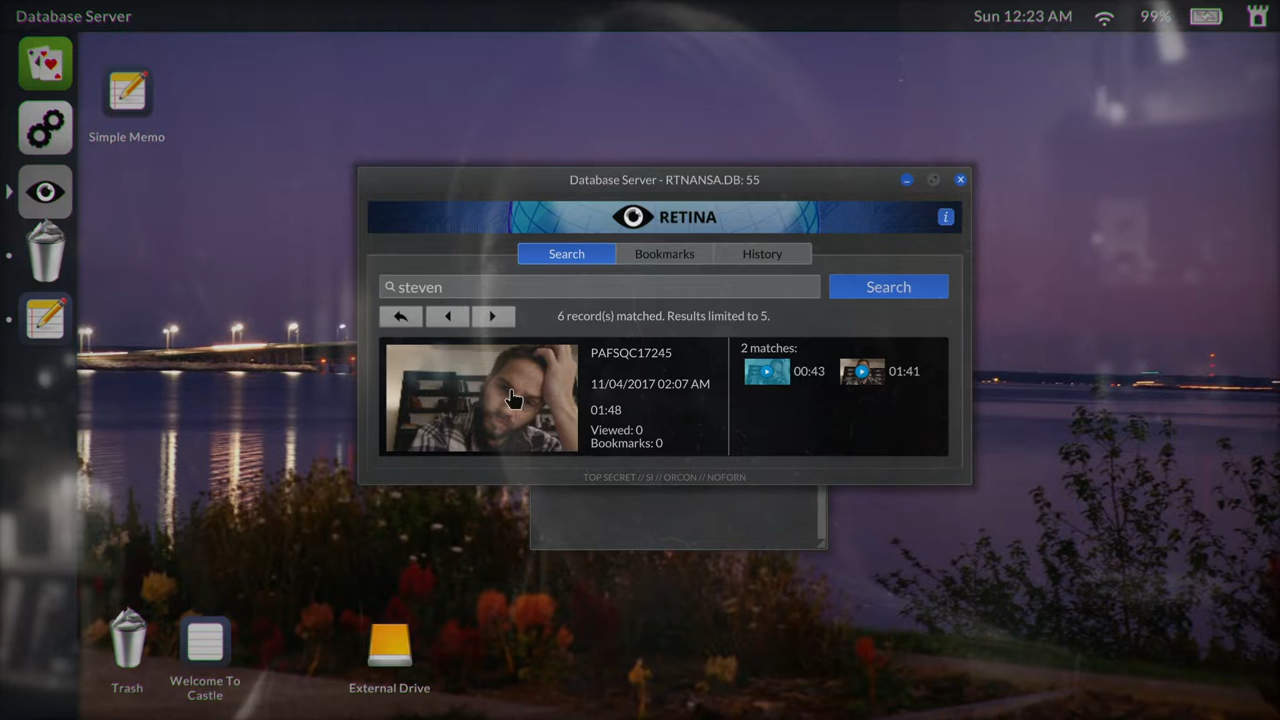 Database Server
Sun 12:23 AM
99%
Simple Memo
Database Server - RTNANSA.DB: 55
RETINA
i
Search
Bookmarks
History
steven
Search
6 record(s) matched. Results limited to 5.
PAFSQC17245
11/04/2017 02:07 AM
01:48
Viewed: 0
Bookmarks: 0
2 matches:
00:43
01:41
TOP SECRET // SI // ORCON // NOFORN
Trash
Welcome To
Castle
External Drive